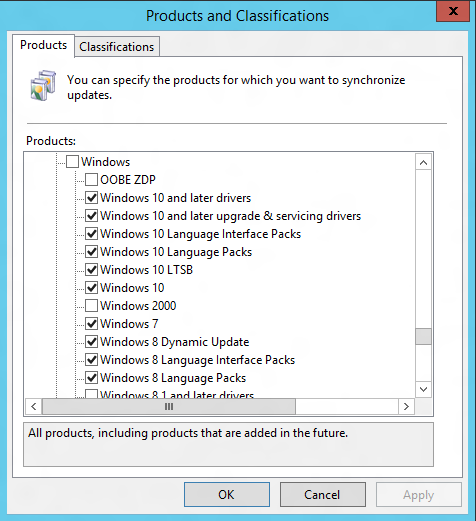 Products and Classifications
x
Products
Classifications
You can specify the products for which you want to synchronize
updates.
Products:
Windows
OOBE ZDP
Windows 10 and later drivers
Windows 10 and later upgrade & servicing drivers
Windows 10 Language Interface Packs
Windows 10 Language Packs
Windows 10 LTSB
Windows 10
Windows 2000
Windows 7
Windows 8 Dynamic Update
Windows 8 Language Interface Packs
Windows 8 Language Packs
Windows 8.1 and later drivers
All products, including products that are added in the future.
OK
Cancel
Apply